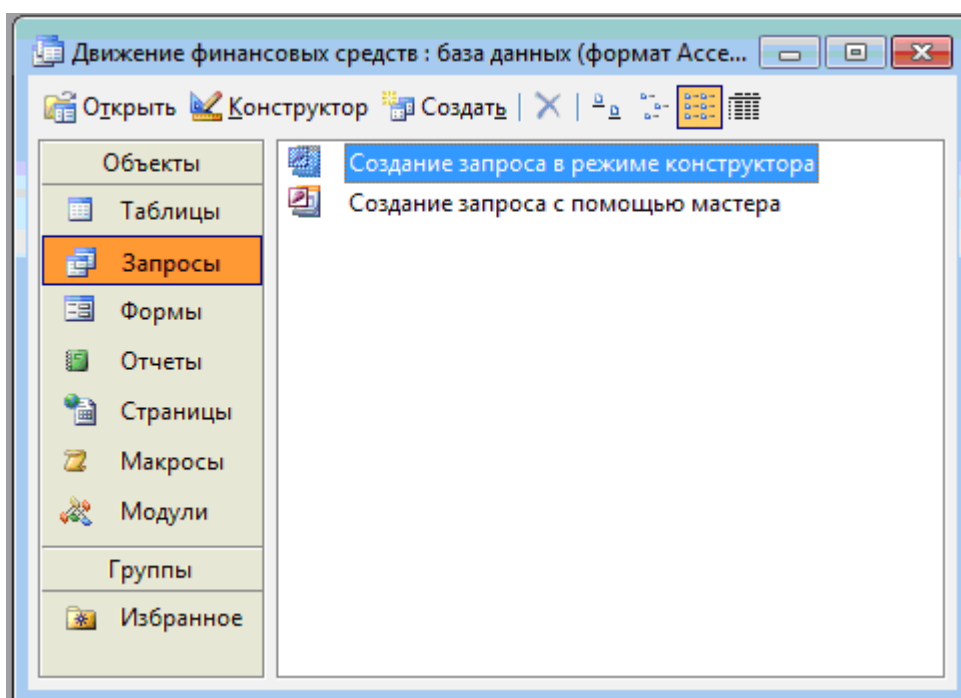 Движение финансовых средств : база данных (формат Acce...
Открыть Конструктор Создать
Объекты
Таблицы
Запросы
Формы
Отчеты
Страницы
Макросы
Модули
Группы
Избранное
Создание запроса в режиме конструктора
Создание запроса с помощью мастера